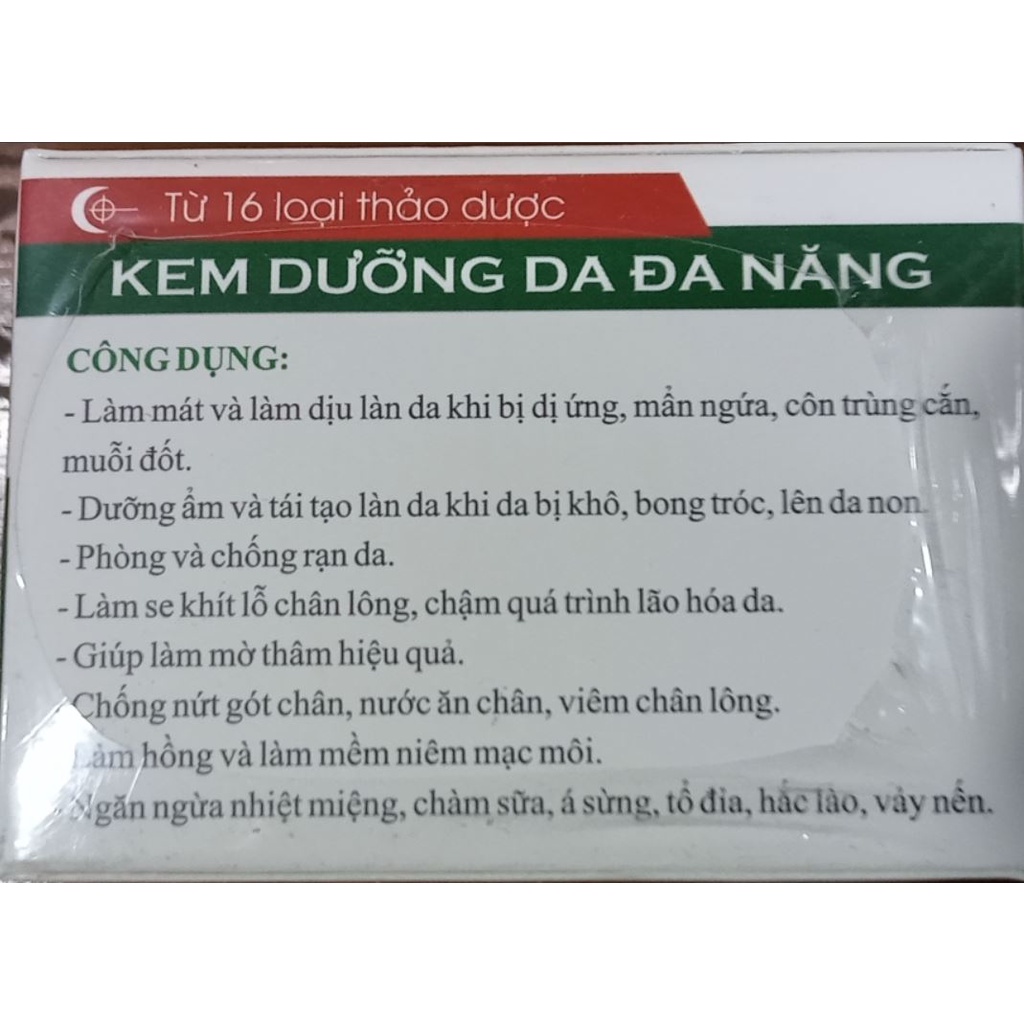 Từ 16 loại thảo dược
KEM DƯỠNG DA ĐA NĂNG
CÔNG DỤNG:
- Làm mát và làm dịu làn da khi bị dị ứng, mẩn ngứa, côn trùng cắn,
muỗi đốt.
- Dưỡng ẩm và tái tạo làn da khi da bị khô, bong tróc, lên da non.
- Phòng và chống rạn da.
- Làm se khít lỗ chân lông, chậm quá trình lão hóa da.
- Giúp làm mờ thâm hiệu quả.
Chống nứt gót chân, nước ăn chân, viêm chân lông.
Làm hồng và làm mềm niêm mạc môi.
- Ngăn ngừa nhiệt miệng, chàm sữa, á sừng, tổ đỉa, hắc lào, vảy nến.